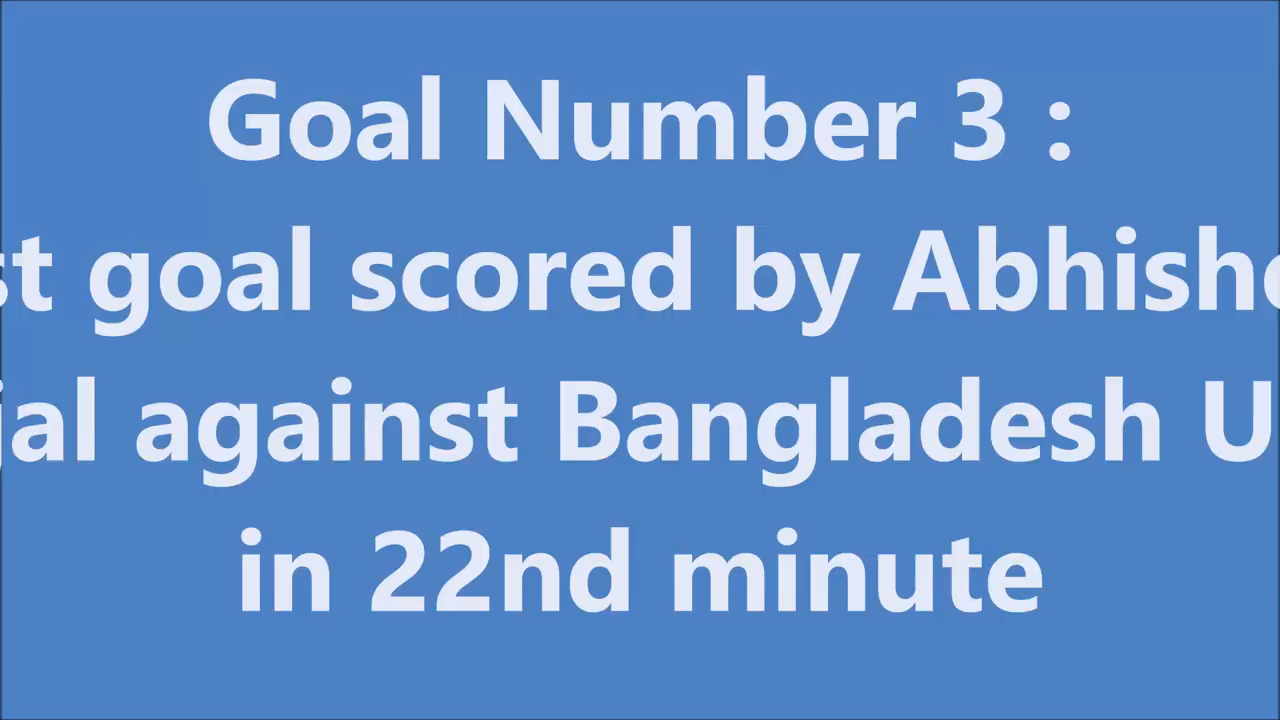 Goal Number 3 :
goal scored by
against Bangladesh
in 22nd minute